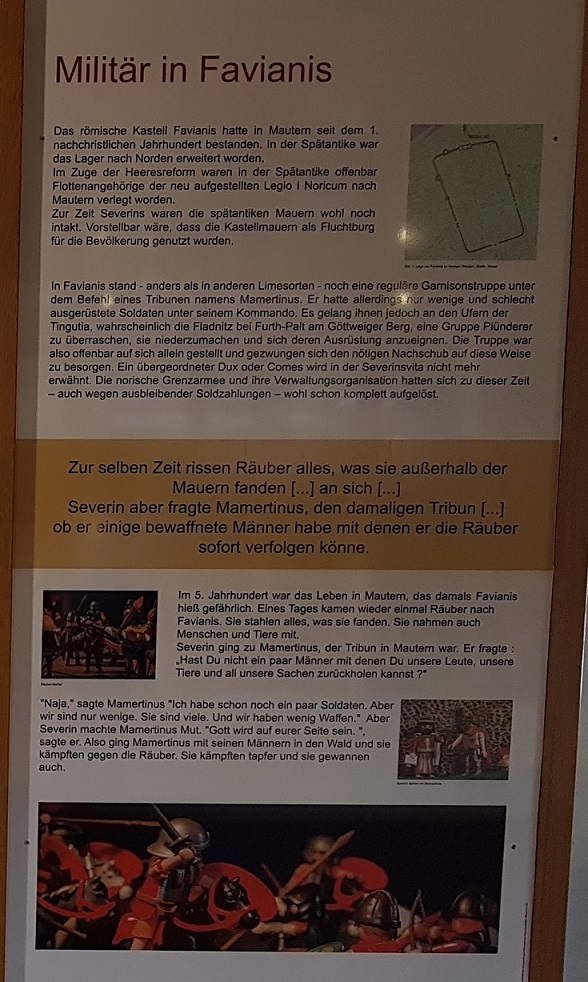 Militär in Favianis
Das römische Kastell Favianis hatte in Mautern seit dem 1.
nachchristlichen Jahrhundert bestanden. In der Spätantike war
das Lager nach Norden erweitert worden.
Im Zuge der Heeresreform waren in der Spätantike offenbar
Flottenangehörige der neu aufgestellten Legio I Noricum nach
Mautern verlegt worden.
Zur Zeit Severins waren die spätantiken Mauern wohl noch
intakt. Vorstellbar wäre, dass die Kastellmauern als Fluchtburg
für die Bevölkerung genutzt wurden.
In Favianis stand - anders als in anderen Limesorten - noch eine reguläre Garnisonstruppe unter
dem Befehl eines Tribunen namens Mamertinus. Er hatte allerdings nur wenige und schlecht
ausgerüstete Soldaten unter seinem Kommando. Es gelang ihnen jedoch an den Ufern der
Tingutia, wahrscheinlich die Fladnitz bei Furth-Palt am Göttweiger Berg, eine Gruppe Plünderer
zu überraschen, sie niederzumachen und sich deren Ausrüstung anzueignen. Die Truppe war
also offenbar auf sich allein gestellt und gezwungen sich den nötigen Nachschub auf diese Weise
zu besorgen. Ein übergeordneter Dux oder Comes wird in der Severinsvita nicht mehr
erwähnt. Die norische Grenzarmee und ihre Verwaltungsorganisation hatten sich zu dieser Zeit
– auch wegen ausbleibender Soldzahlungen – wohl schon komplett aufgelöst.
Zur selben Zeit rissen Räuber alles, was sie außerhalb der
Mauern fanden [...] an sich [...]
Severin aber fragte Mamertinus, den damaligen Tribun [...]
ob er einige bewaffnete Männer habe mit denen er die Räuber
sofort verfolgen könne.
Im 5. Jahrhundert war das Leben in Mautern, das damals Favianis
hieß gefährlich. Eines Tages kamen wieder einmal Räuber nach
Favianis. Sie stahlen alles, was sie fanden. Sie nahmen auch
Menschen und Tiere mit.
Severin ging zu Mamertinus, der Tribun in Mautern war. Er fragte :
„Hast Du nicht ein paar Männer mit denen Du unsere Leute, unsere
Tiere und all unsere Sachen zurückholen kannst ?"
"Naja," sagte Mamertinus "Ich habe schon noch ein paar Soldaten. Aber
wir sind nur wenige. Sie sind viele. Und wir haben wenig Waffen." Aber
Severin machte Mamertinus Mut. "Gott wird auf eurer Seite sein. ",
sagte er. Also ging Mamertinus mit seinen Männern in den Wald und sie
kämpften gegen die Räuber. Sie kämpften tapfer und sie gewannen
auch.